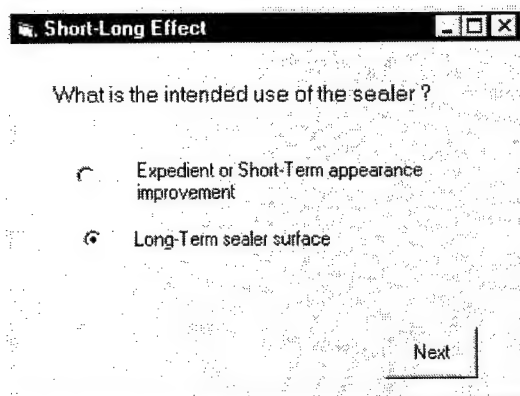 Short-Long Effect
What is the intended use of the sealer ?
Expedient or Short-Term appearance
improvement
Long-Term sealer surface
Next